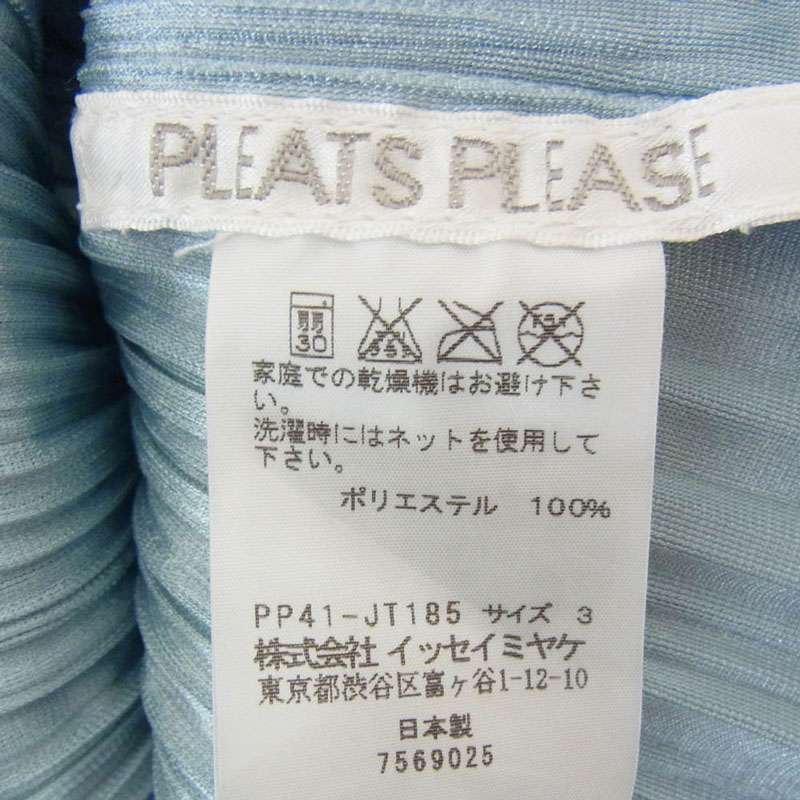 PLEATS PLEASE
弱
30
家庭での乾燥機はお避け下さ
い。
洗濯時にはネットを使用して
下さい。
ポリエステル 100%
PP41-JT185 サイズ 3
株式会社 イッセイミヤケ
東京都渋谷区富ヶ谷1-12-10
日本製
7569025